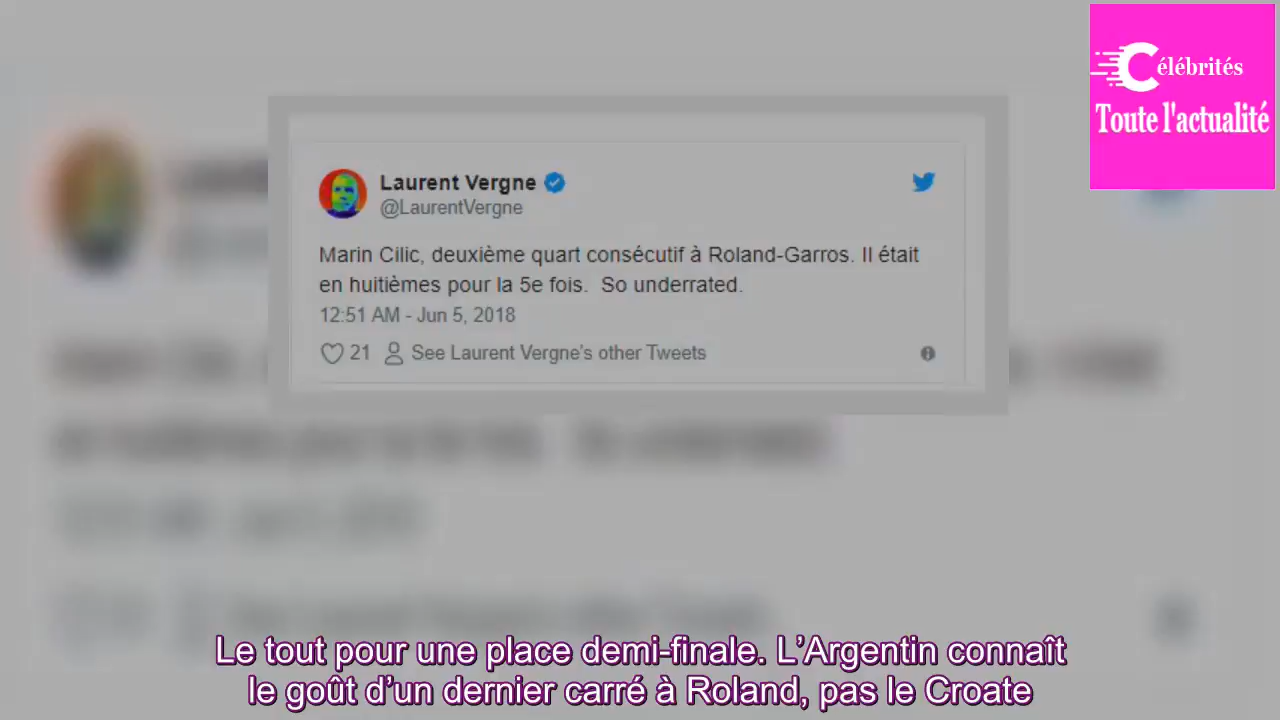 Célébrités
Toute l'actualité
Laurent Vergne
@LaurentVergne
Marin Cilic, deuxième quart consécutif à Roland-Garros. Il était
en huitièmes pour la 5e fois.  So underrated.
12:51 AM - Jun 5, 2018
21 See Laurent Vergne's other Tweets
Le tout pour une place demi-finale. L’Argentin connaît
le goût d’un dernier carré à Roland, pas le Croate